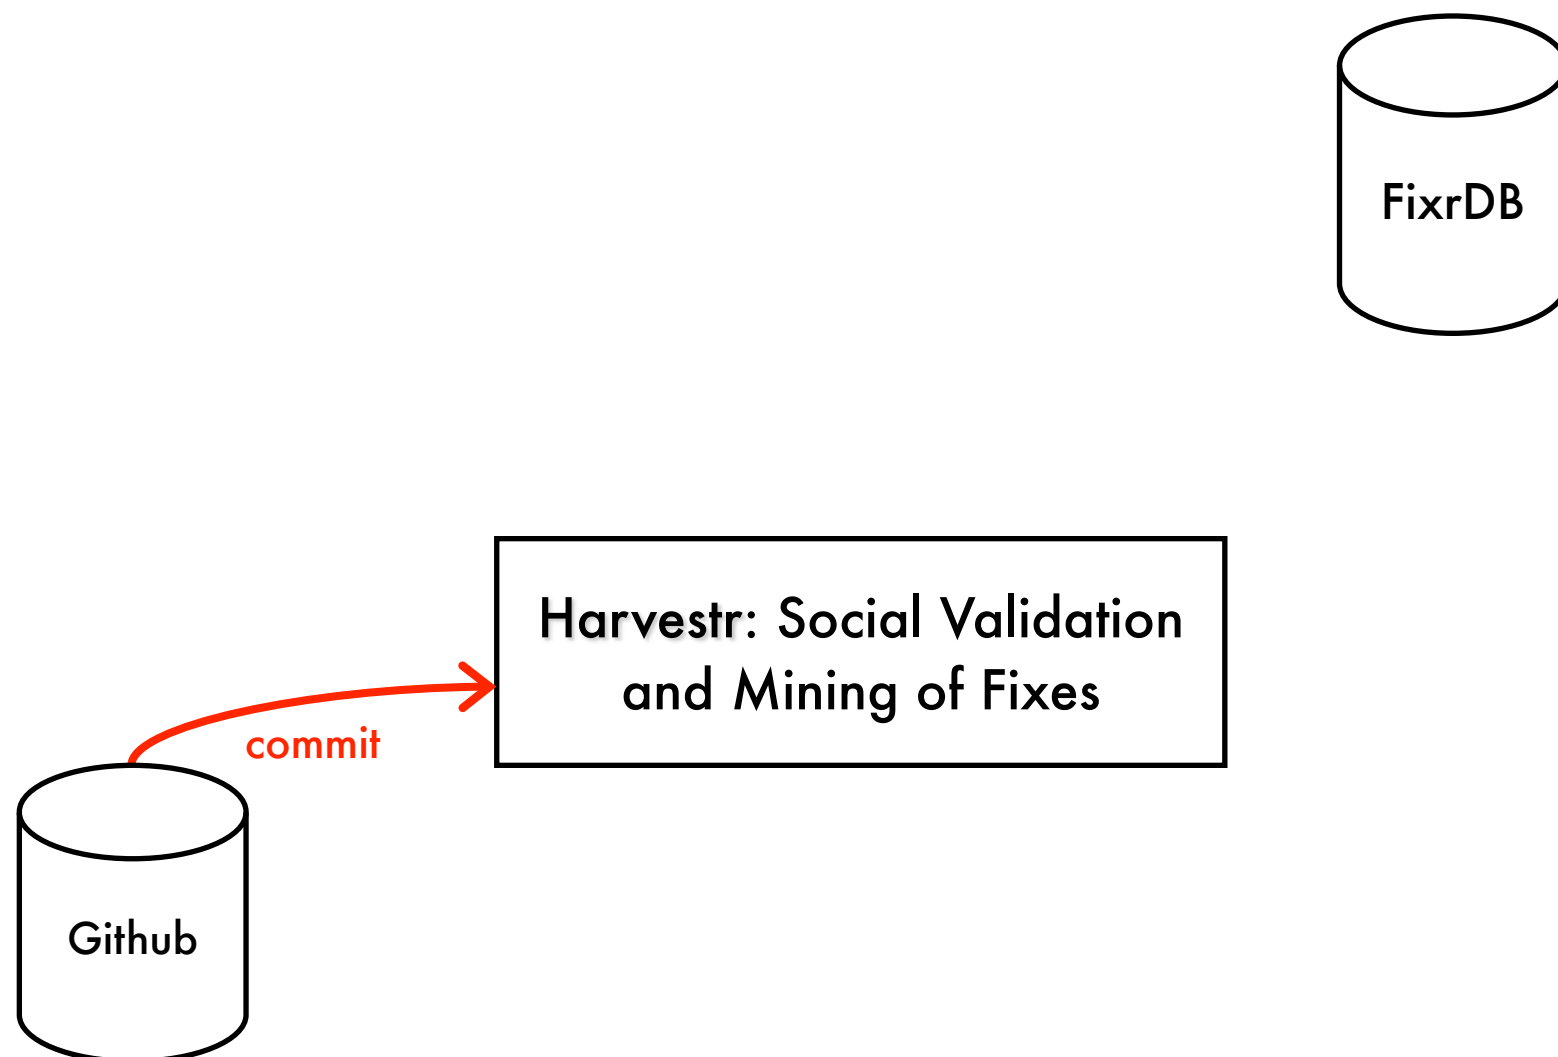 FixrDB
Harvestr: Social Validation
and Mining of Fixes
commit
Github